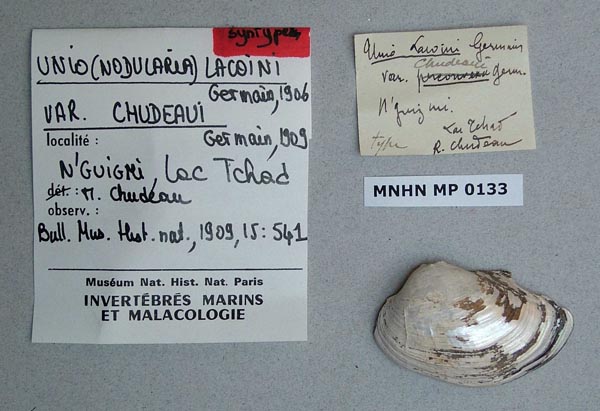 Syntypes
UNIO (NODULARIA) LACOINI
Germain, 1906
VAR. CHUDEAUI
localité : Germain, 1909
N'GUIGMI, Lac Tchad
dét. : M. Chudeau
observ. :
Bull. Mus. Hist. nat., 1909, 15: 541
Muséum Nat. Hist. Nat. Paris
INVERTÉBRÉS MARINS
ET MALACOLOGIE
Unio Lacoini Germain
Chudeaui
var. Germ.
N'guigmi.
Lac Tchad
type R. Chudeau
MNHN MP 0133